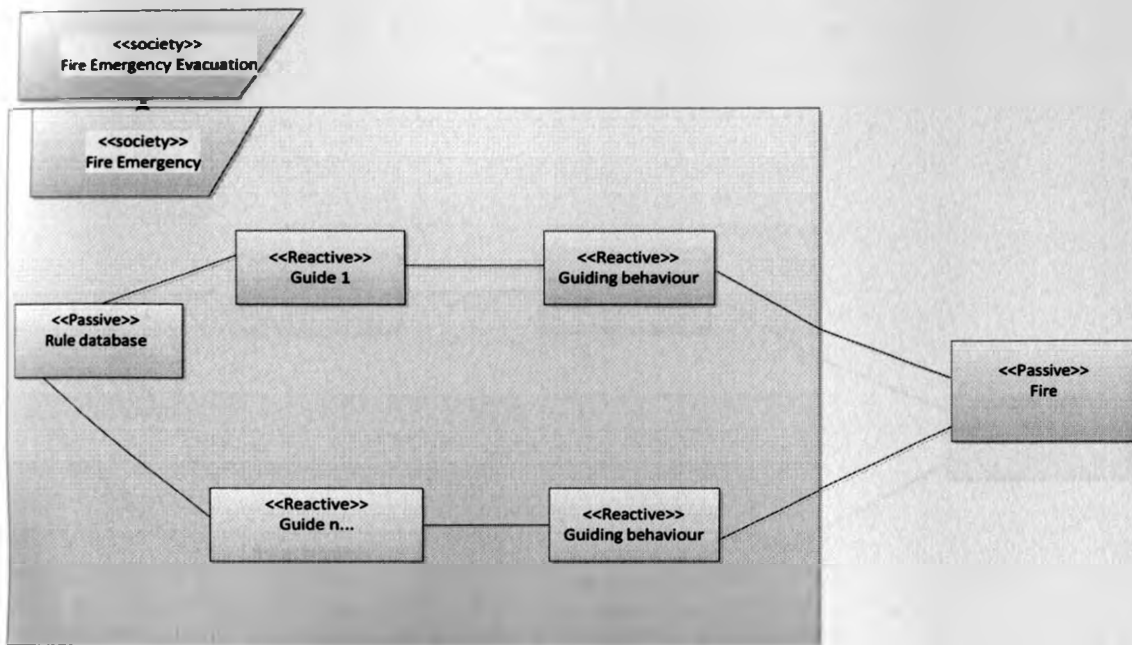 <<society>>
Fire Emergency Evacuation
<<society>>
Fire Emergency
<<Reactive>>
Guide 1
<<Reactive>>
Guiding behaviour
<<Passive>>
Rule database
<<Passive>>
Fire
<<Reactive>>
Guide n...
<<Reactive>>
Guiding behaviour